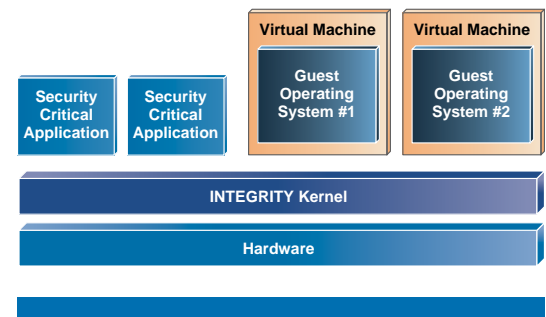 Virtual Machine
Guest
Operating
System #1
Virtual Machine
Guest
Operating
System #2
Security
Critical
Application
Security
Critical
Application
INTEGRITY Kernel
Hardware